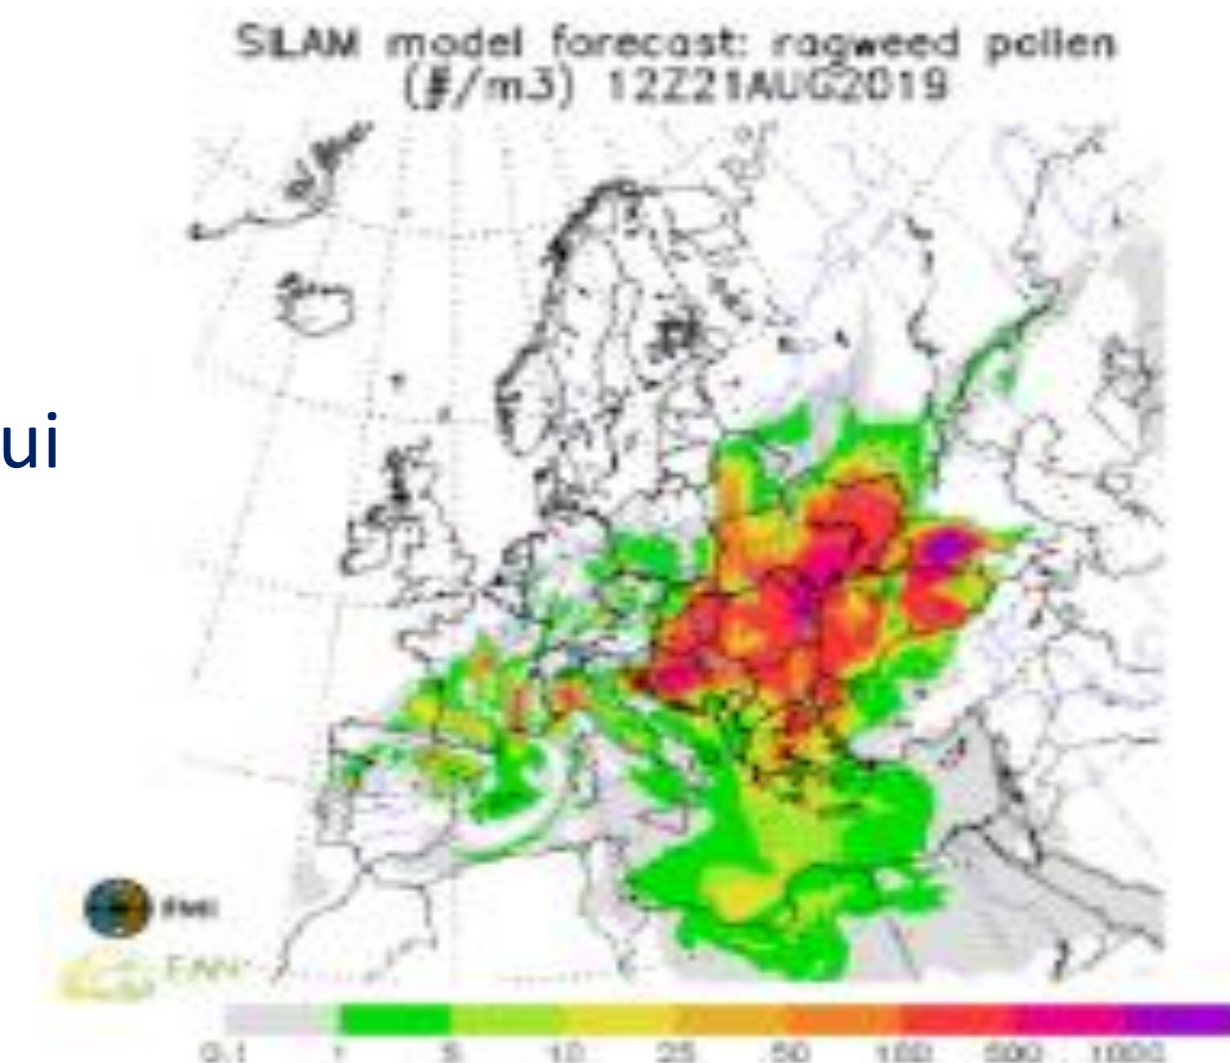 SILAM model forecast: ragweed pollen
(#/m3) 12Z21AUG2019
ui
FMI
EAN
0.1 1 5 10 25 50 100 500 1000